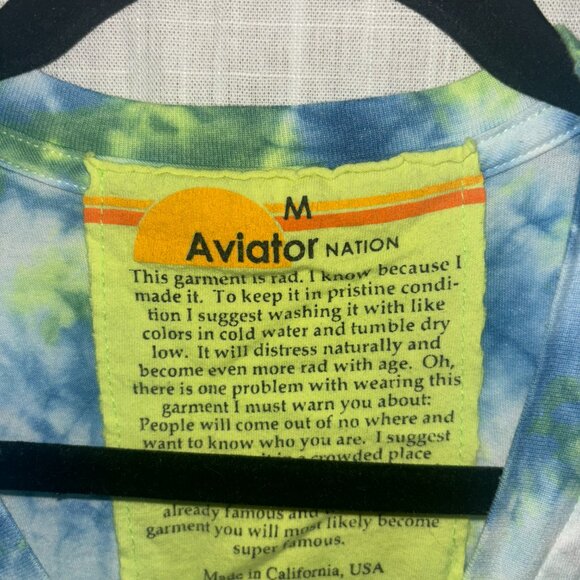 M
Aviator NATION
This garment is rad. I know because I
made it. To keep it in pristine condi-
tion I suggest washing it with like
colors in cold water and tumble dry
low. It will distress naturally and
become even more rad with age. Oh,
there is one problem with wearing this
garment I must warn you about:
People will come out of no where and
want to know who you are. I suggest
crowded place
already famous and
garment you will most likely become
super famous.
Made in California, USA